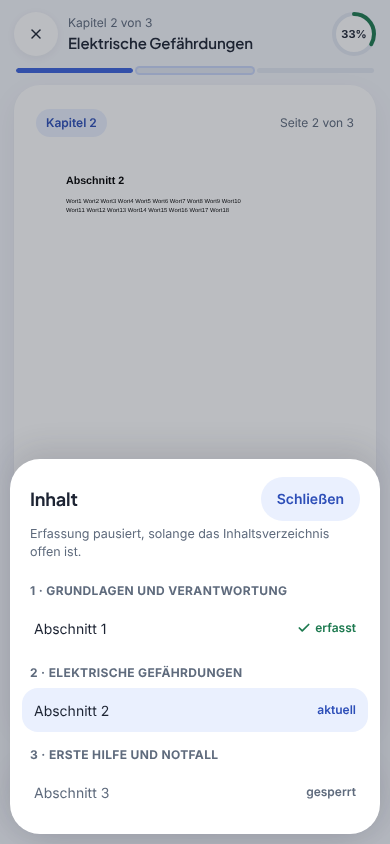 Kapitel 2 von 3
Elektrische Gefährdungen
33%
Kapitel 2
Seite 2 von 3
Abschnitt 2
Wort1 Wort2 Wort3 Wort4 Wort5 Wort6 Wort7 Wort8 Wort9 Wort10
Wort11 Wort12 Wort13 Wort14 Wort15 Wort16 Wort17 Wort18
Inhalt
Schließen
Erfassung pausiert, solange das Inhaltsverzeichnis
offen ist.
1 · GRUNDLAGEN UND VERANTWORTUNG
Abschnitt 1
erfasst
2 · ELEKTRISCHE GEFÄHRDUNGEN
Abschnitt 2
aktuell
3 · ERSTE HILFE UND NOTFALL
Abschnitt 3
gesperrt